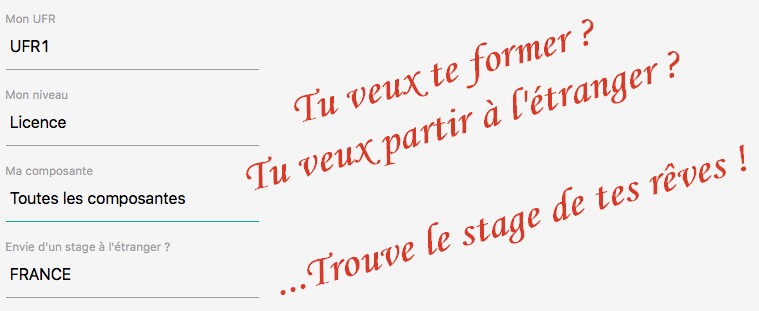 Mon UFR
UFR1
Mon niveau
Licence
Ma composante
Toutes les composantes
Envie d'un stage à l'étranger ?
FRANCE
Tu veux te former ?
Tu veux partir à l'étranger ?
...Trouve le stage de tes rêves !